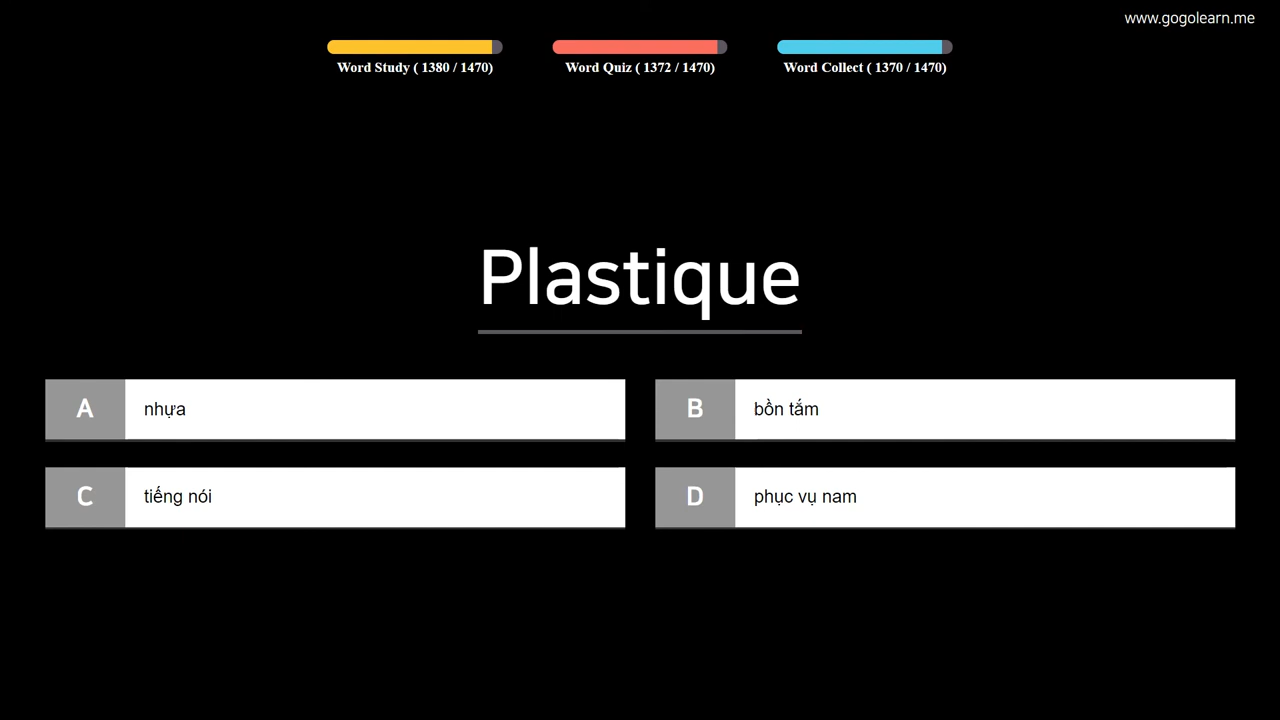 www.gogolearn.me
Word Study ( 1380 / 1470)
Word Quiz ( 1372 / 1470)
Word Collect ( 1370 / 1470)
Plastique
A nhựa
B bồn tắm
C tiếng nói
D phục vụ nam